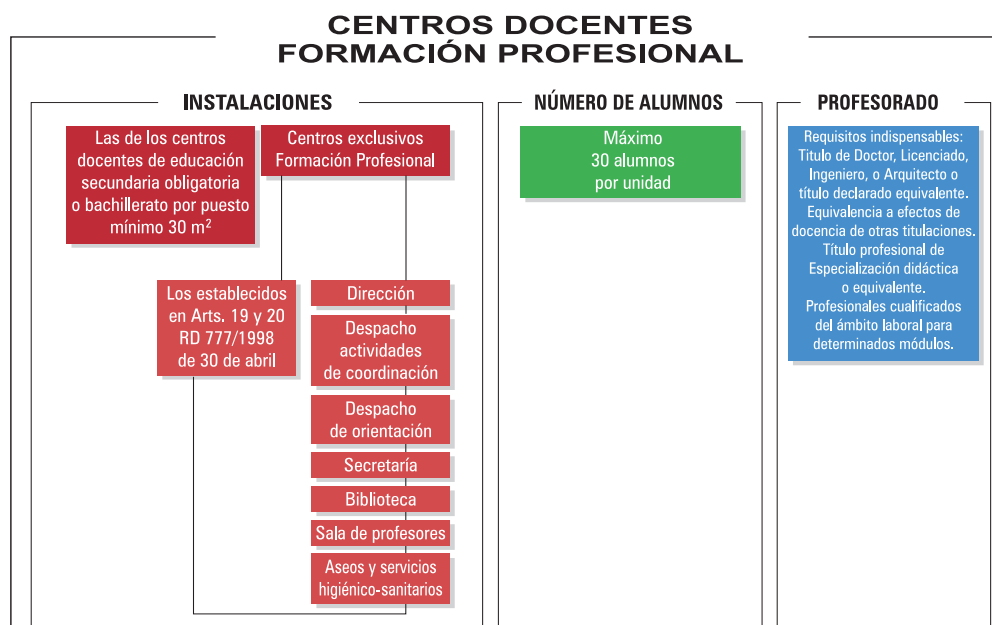 CENTROS DOCENTES
FORMACIÓN PROFESIONAL
INSTALACIONES
Las de los centros
docentes de educación
secundaria obligatoria
o bachillerato por puesto
mínimo 30 m²
Centros exclusivos
Formación Profesional
Los establecidos
en Arts. 19 y 20
RD 777/1998
de 30 de abril
Dirección
Despacho
actividades
de coordinación
Despacho
de orientación
Secretaría
Biblioteca
Sala de profesores
Aseos y servicios
higiénico-sanitarios
NÚMERO DE ALUMNOS
Máximo
30 alumnos
por unidad
PROFESORADO
Requisitos indispensables:
Titulo de Doctor, Licenciado,
Ingeniero, o Arquitecto o
título declarado equivalente.
Equivalencia a efectos de
docencia de otras titulaciones.
Título profesional de
Especialización didáctica
o equivalente.
Profesionales cualificados
del ámbito laboral para
determinados módulos.